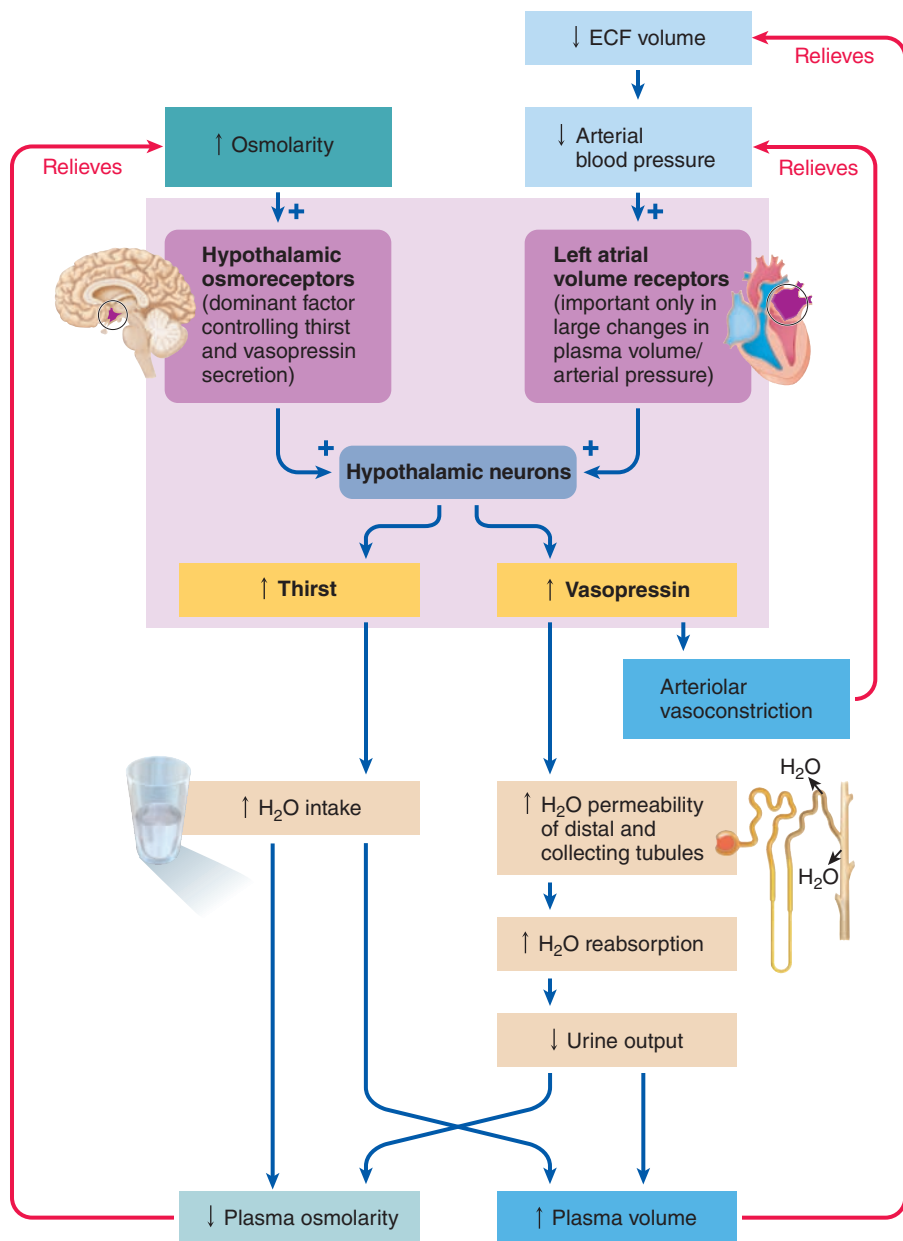 ↓ ECF volume
Relieves
↑ Osmolarity
Relieves
↓ Arterial
blood pressure
Relieves
+
+
Hypothalamic
osmoreceptors
(dominant factor
controlling thirst
and vasopressin
secretion)
Left atrial
volume receptors
(important only in
large changes in
plasma volume/
arterial pressure)
+
+
Hypothalamic neurons
↑ Thirst
↑ Vasopressin
Arteriolar
vasoconstriction
↑ H₂O intake
↑ H₂O permeability
of distal and
collecting tubules
H₂O
H₂O
↑ H₂O reabsorption
↓ Urine output
↓ Plasma osmolarity
↑ Plasma volume